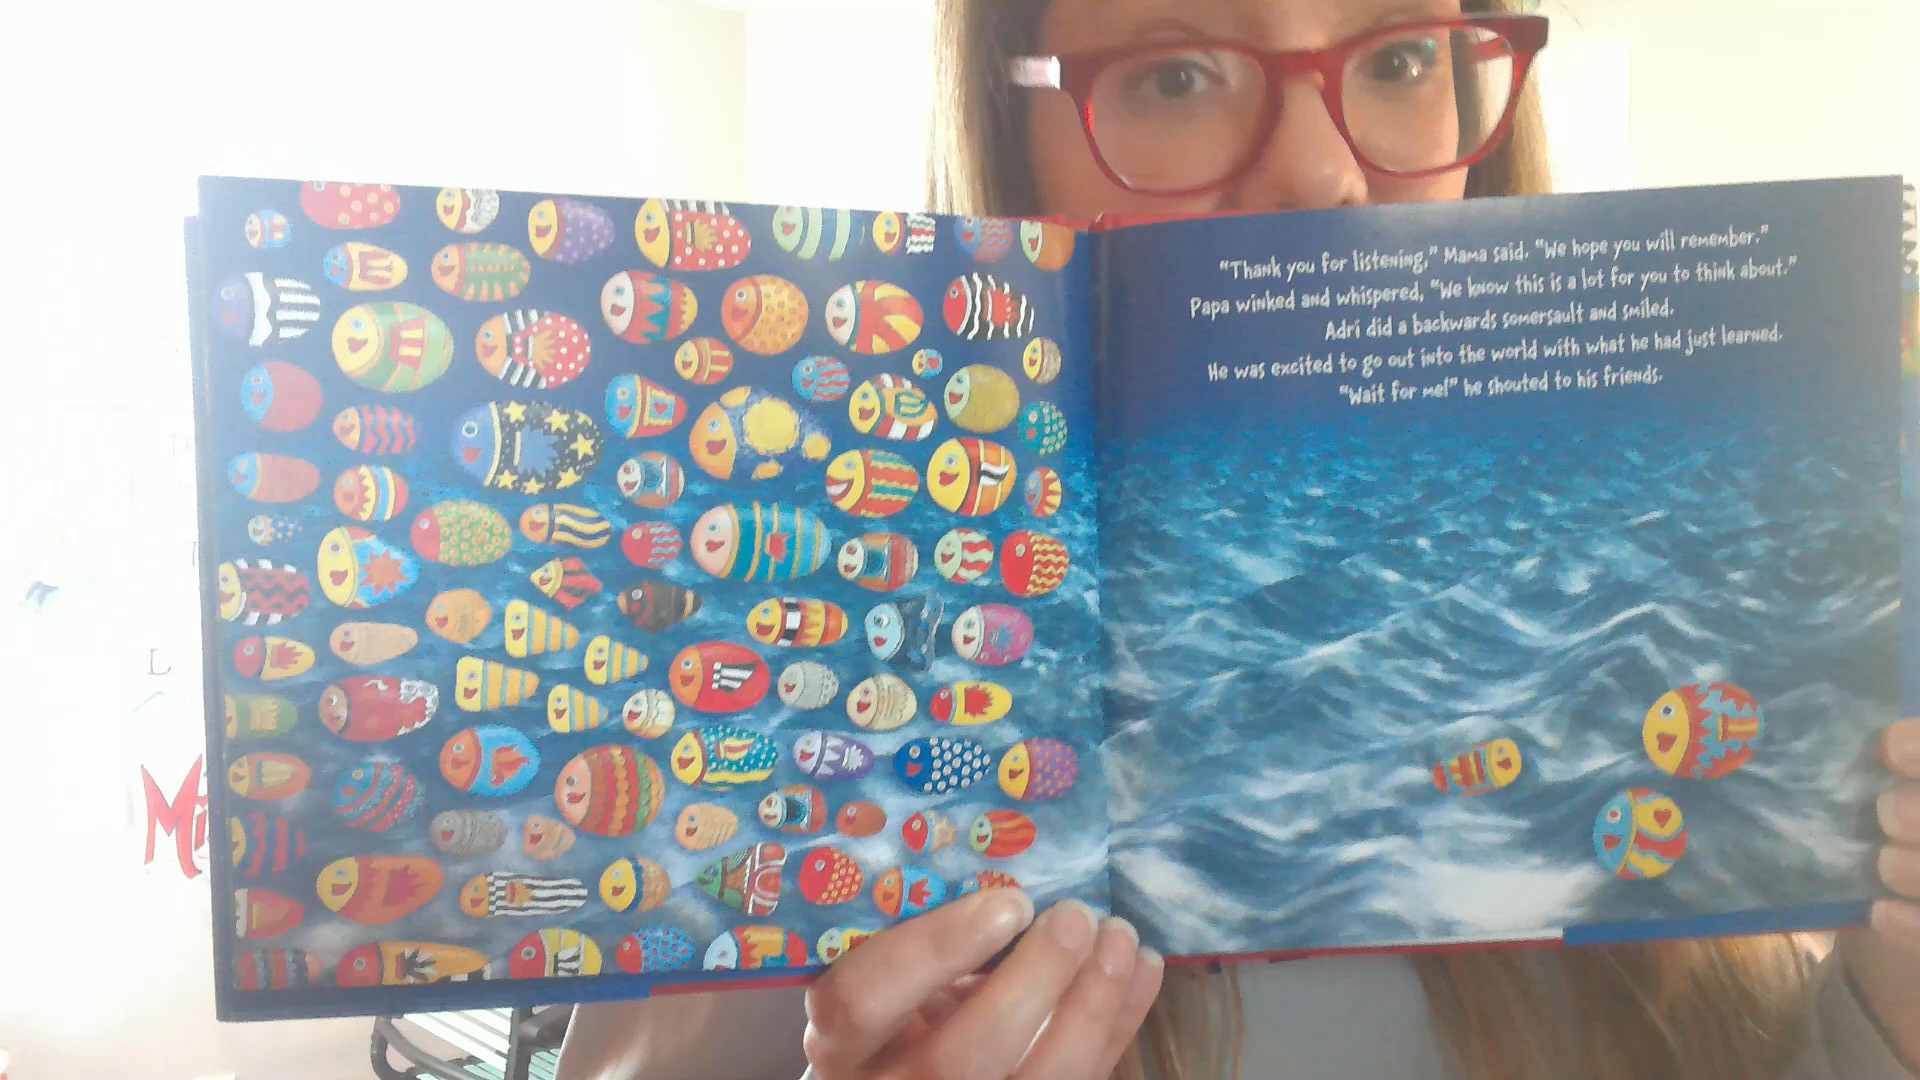 "Thank you for listening," Mama said. "We hope you will remember."
Papa winked and whispered, "We know this is a lot for you to think about."
Adri did a backwards somersault and smiled.
He was excited to go out into the world with what he had just learned.
"Wait for me!" he shouted to his friends.
L
Mi